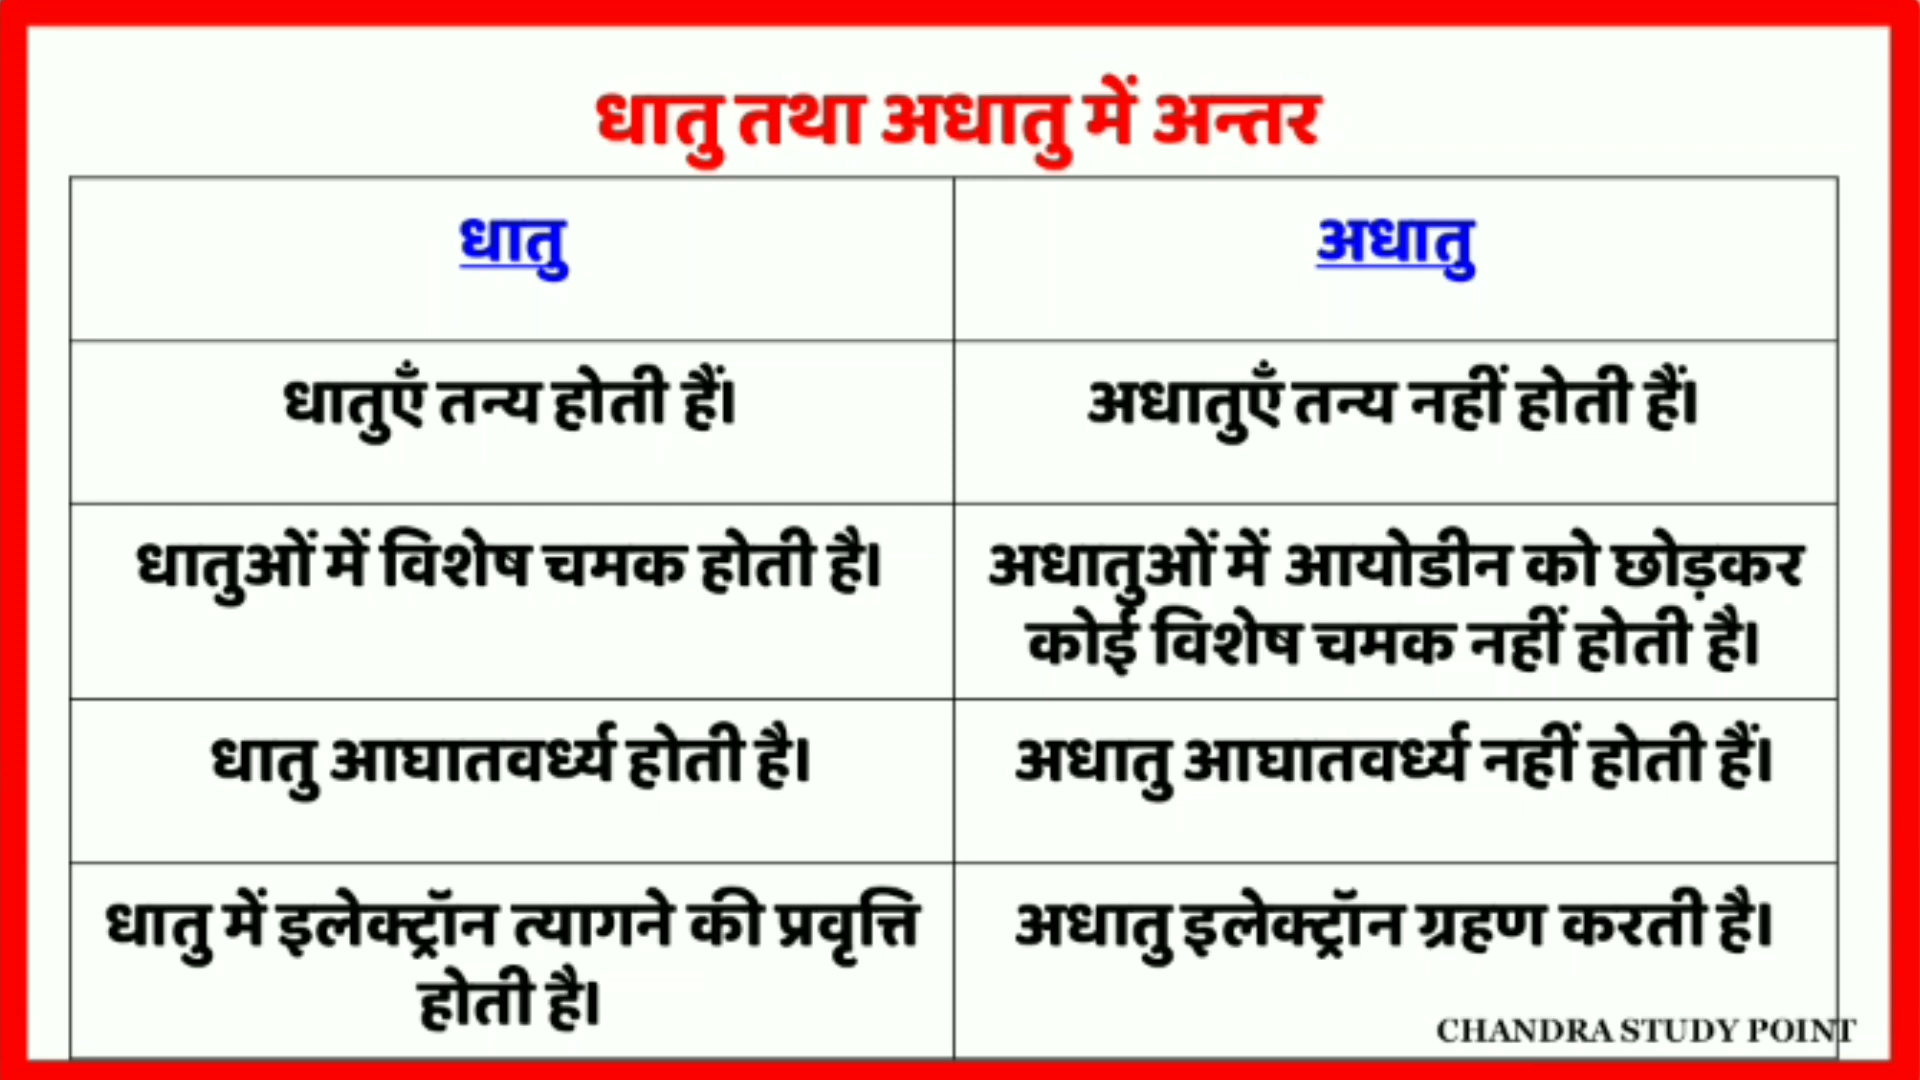 धातु तथा अधातु में अन्तर
धातु
अधातु
धातुएँ तन्य होती हैं।
अधातुएँ तन्य नहीं होती हैं।
धातुओं में विशेष चमक होती है।
अधातुओं में आयोडीन को छोड़कर
कोई विशेष चमक नहीं होती है।
धातु आघातवर्ध्य होती है।
अधातु आघातवर्ध्य नहीं होती हैं।
धातु में इलेक्ट्रॉन त्यागने की प्रवृत्ति
होती है।
अधातु इलेक्ट्रॉन ग्रहण करती है।
CHANDRA STUDY POINT